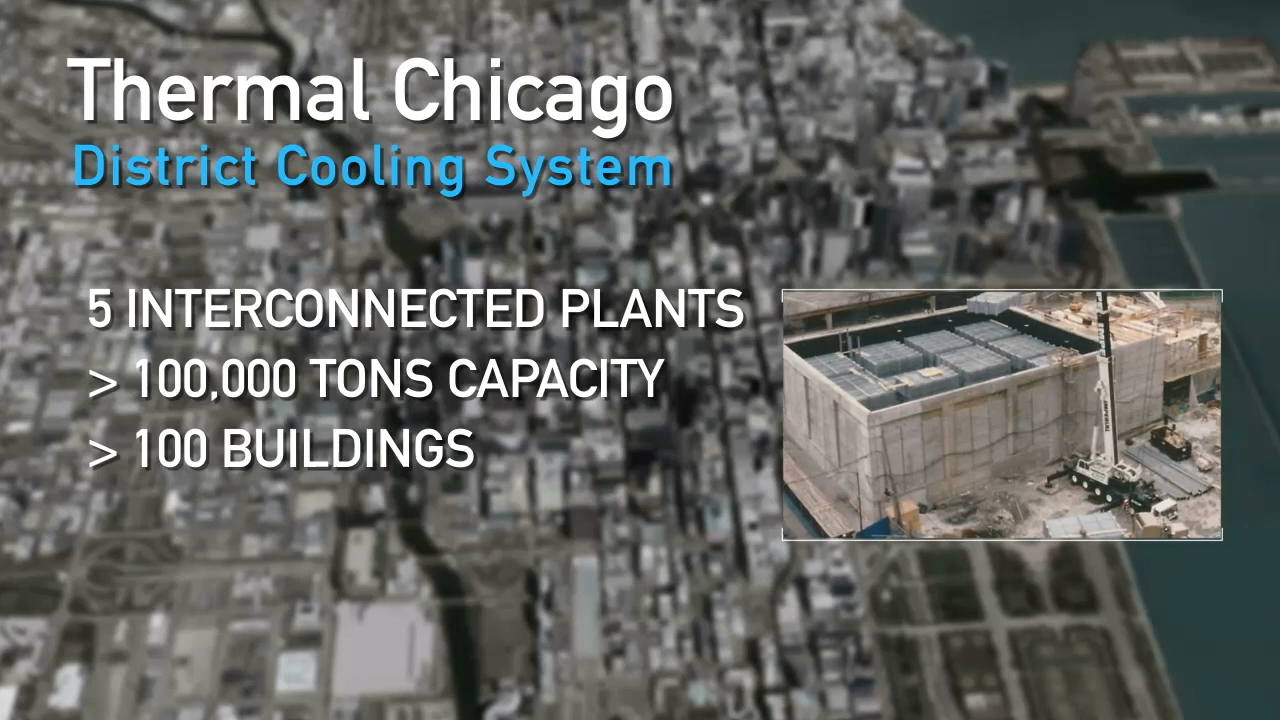 Thermal Chicago
District Cooling System
5 INTERCONNECTED PLANTS
> 100,000 TONS CAPACITY
> 100 BUILDINGS